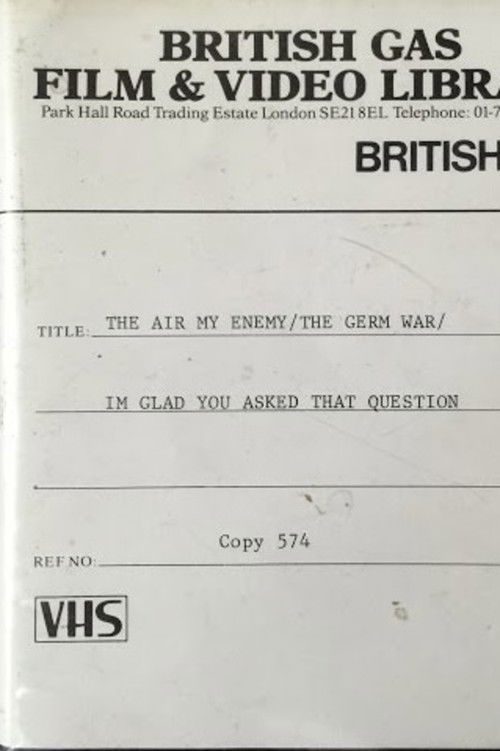 BRITISH GAS
FILM & VIDEO LIBRA
Park Hall Road Trading Estate London SE21 8EL Telephone: 01-7
BRITISH
TITLE: THE AIR MY ENEMY/THE GERM WAR/
IM GLAD YOU ASKED THAT QUESTION
Copy 574
REF NO:
VHS